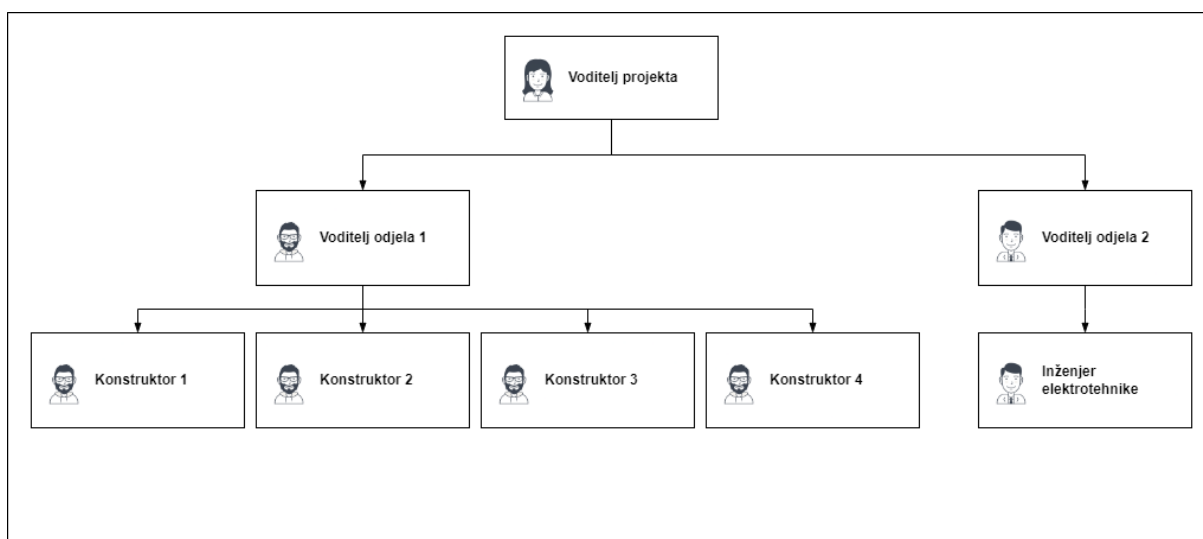 Voditelj projekta
Voditelj odjela 1
Voditelj odjela 2
Konstruktor 1
Konstruktor 2
Konstruktor 3
Konstruktor 4
Inženjer
elektrotehnike